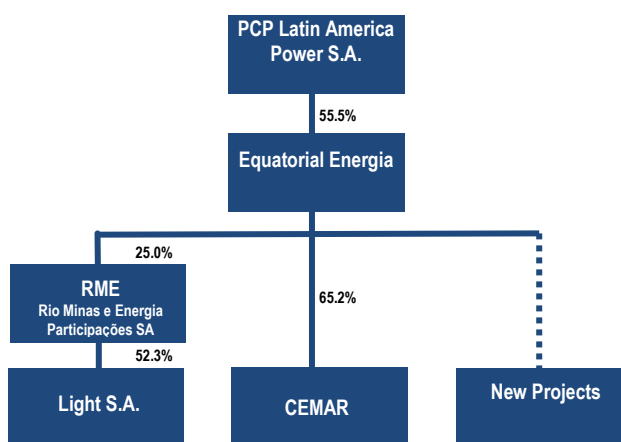 PCP Latin America
Power S.A.
55.5%
Equatorial Energia
25.0%
RME
Rio Minas e Energia
Participações SA
65.2%
52.3%
Light S.A.
CEMAR
New Projects